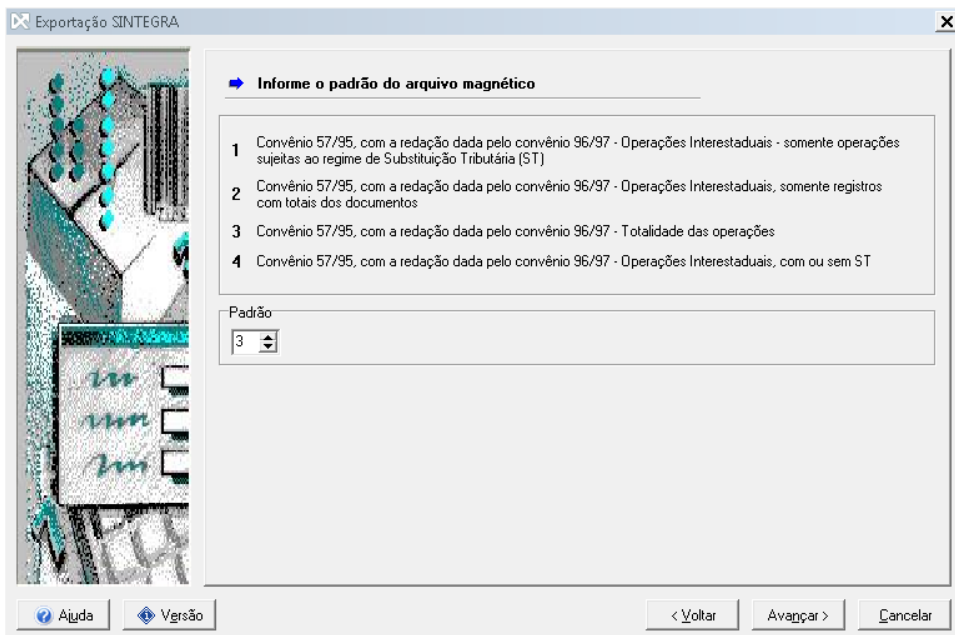 Exportação SINTEGRA
Informe o padrão do arquivo magnético
1 Convênio 57/95, com a redação dada pelo convênio 96/97 - Operações Interestaduais - somente operações
sujeitas ao regime de Substituição Tributária (ST)
2 Convênio 57/95, com a redação dada pelo convênio 96/97 - Operações Interestaduais, somente registros
com totais dos documentos
3 Convênio 57/95, com a redação dada pelo convênio 96/97 - Totalidade das operações
4 Convênio 57/95, com a redação dada pelo convênio 96/97 - Operações Interestaduais, com ou sem ST
Padrão
3
Ajuda Versão < Voltar Avançar > Cancelar